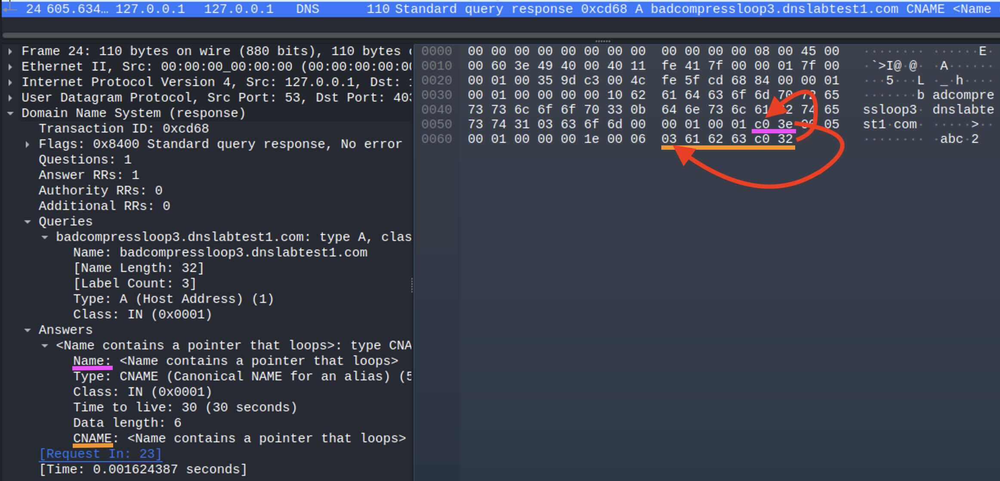 24 605.634… 127.0.0.1 127.0.0.1 DNS 110 Standard query response 0xcd68 A badcompressloop3.dnslabtest1.com CNAME <Name
Frame 24: 110 bytes on wire (880 bits), 110 bytes
Ethernet II, Src: 00:00:00_00:00:00 (00:00:00:00:00
Internet Protocol Version 4, Src: 127.0.0.1, Dst:
User Datagram Protocol, Src Port: 53, Dst Port: 403
Domain Name System (response)
Transaction ID: 0xcd68
Flags: 0x8400 Standard query response, No error
Questions: 1
Answer RRs: 1
Authority RRs: 0
Additional RRs: 0
Queries
badcompressloop3.dnslabtest1.com: type A, clas
Name: badcompressloop3.dnslabtest1.com
[Name Length: 32]
[Label Count: 3]
Type: A (Host Address) (1)
Class: IN (0x0001)
Answers
<Name contains a pointer that loops>: type CNA
Name: <Name contains a pointer that loops>
Type: CNAME (Canonical NAME for an alias) (5
Class: IN (0x0001)
Time to live: 30 (30 seconds)
Data length: 6
CNAME: <Name contains a pointer that loops>
[Request In: 23]
[Time: 0.001624387 seconds]
0000 00 00 00 00 00 00 00 00 00 00 00 00 08 00 45 00 ········ ······E·
0010 00 60 3e 49 40 00 40 11 fe 41 7f 00 00 01 7f 00 ·`>I@·@· ·A······
0020 00 01 00 35 9d c3 00 4c fe 5f cd 68 84 00 00 01 ···5···L ·_·h····
0030 00 01 00 00 00 00 10 62 61 64 63 6f 6d 70 72 65 ·······b adcompre
0040 73 73 6c 6f 6f 70 33 0b 64 6e 73 6c 61 62 74 65 ssloop3· dnslabte
0050 73 74 31 03 63 6f 6d 00 00 01 00 01 c0 3e 00 05 st1·com· ·····>··
0060 00 01 00 00 00 1e 00 06 03 61 62 63 c0 32 ········ ·abc·2